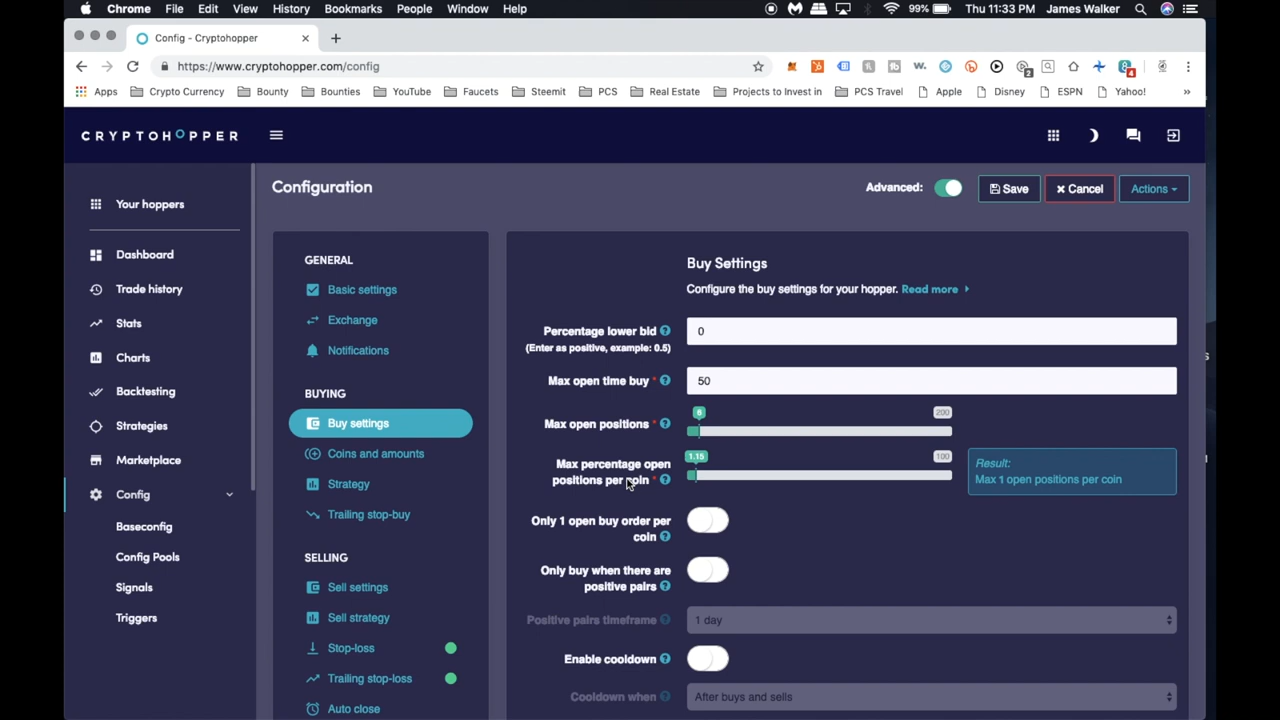 Chrome File Edit View History Bookmarks People Window Help 99% Thu 11:33 PM James Walker
Config - Cryptohopper
https://www.cryptohopper.com/config
Apps Crypto Currency Bounty Bounties YouTube Faucets Steemit PCS Real Estate Projects to Invest in PCS Travel Apple Disney ESPN Yahoo! »
CRYPTOHOPPER
Configuration
Advanced:
Save
Cancel
Actions
Your hoppers
Dashboard
Trade history
Stats
Charts
Backtesting
Strategies
Marketplace
Config
Baseconfig
Config Pools
Signals
Triggers
GENERAL
Basic settings
Exchange
Notifications
BUYING
Buy settings
Coins and amounts
Strategy
Trailing stop-buy
SELLING
Sell settings
Sell strategy
Stop-loss
Trailing stop-loss
Auto close
Buy Settings
Configure the buy settings for your hopper. Read more
Percentage lower bid
(Enter as positive, example: 0.5)
0
Max open time buy *
50
Max open positions *
6
200
Max percentage open
positions per coin *
1.15
100
Result:
Max 1 open positions per coin
Only 1 open buy order per
coin
Only buy when there are
positive pairs
Positive pairs timeframe
1 day
Enable cooldown
Cooldown when
After buys and sells